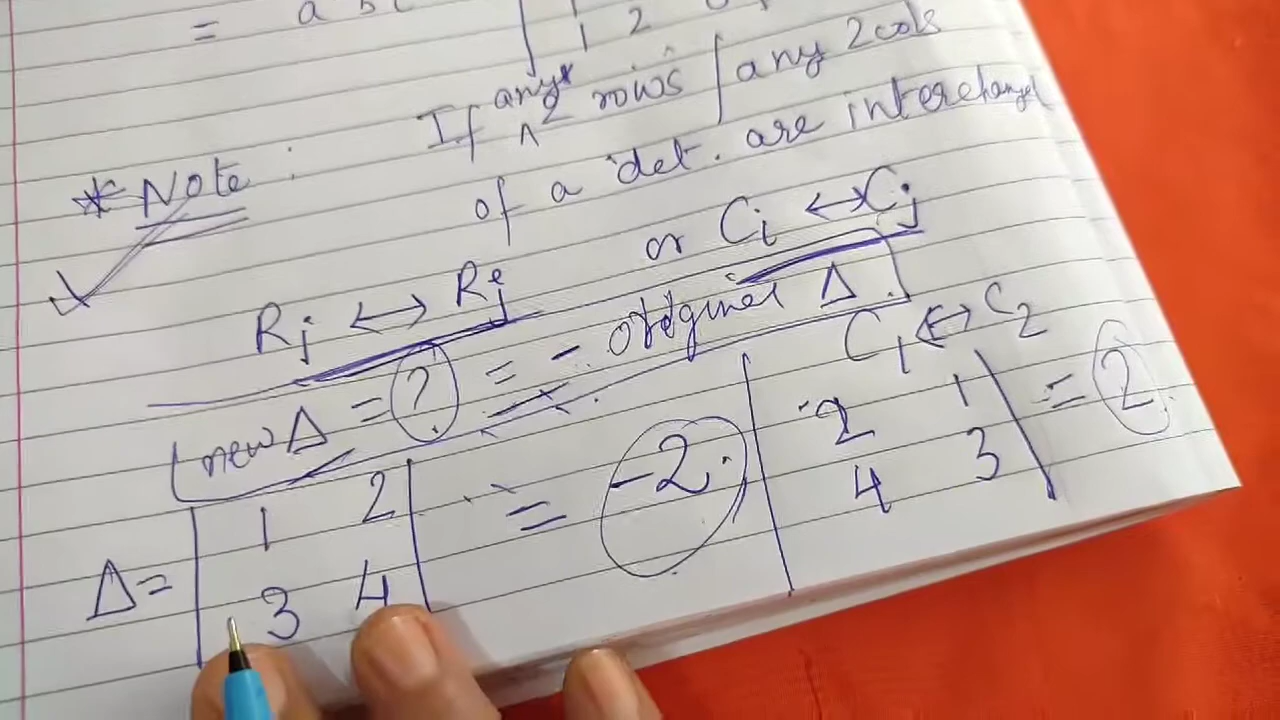 = a b c | 1 2
* Note : If any 2 rows / any 2 cols
of a det. are interchanged
Rj ↔ Rj or Ci ↔ Cj
new Δ = ? = - original Δ.
C1 ↔ C2
Δ = | 1 2 | = -2. | 2 1 | = 2
| 3 4 | | 4 3 |